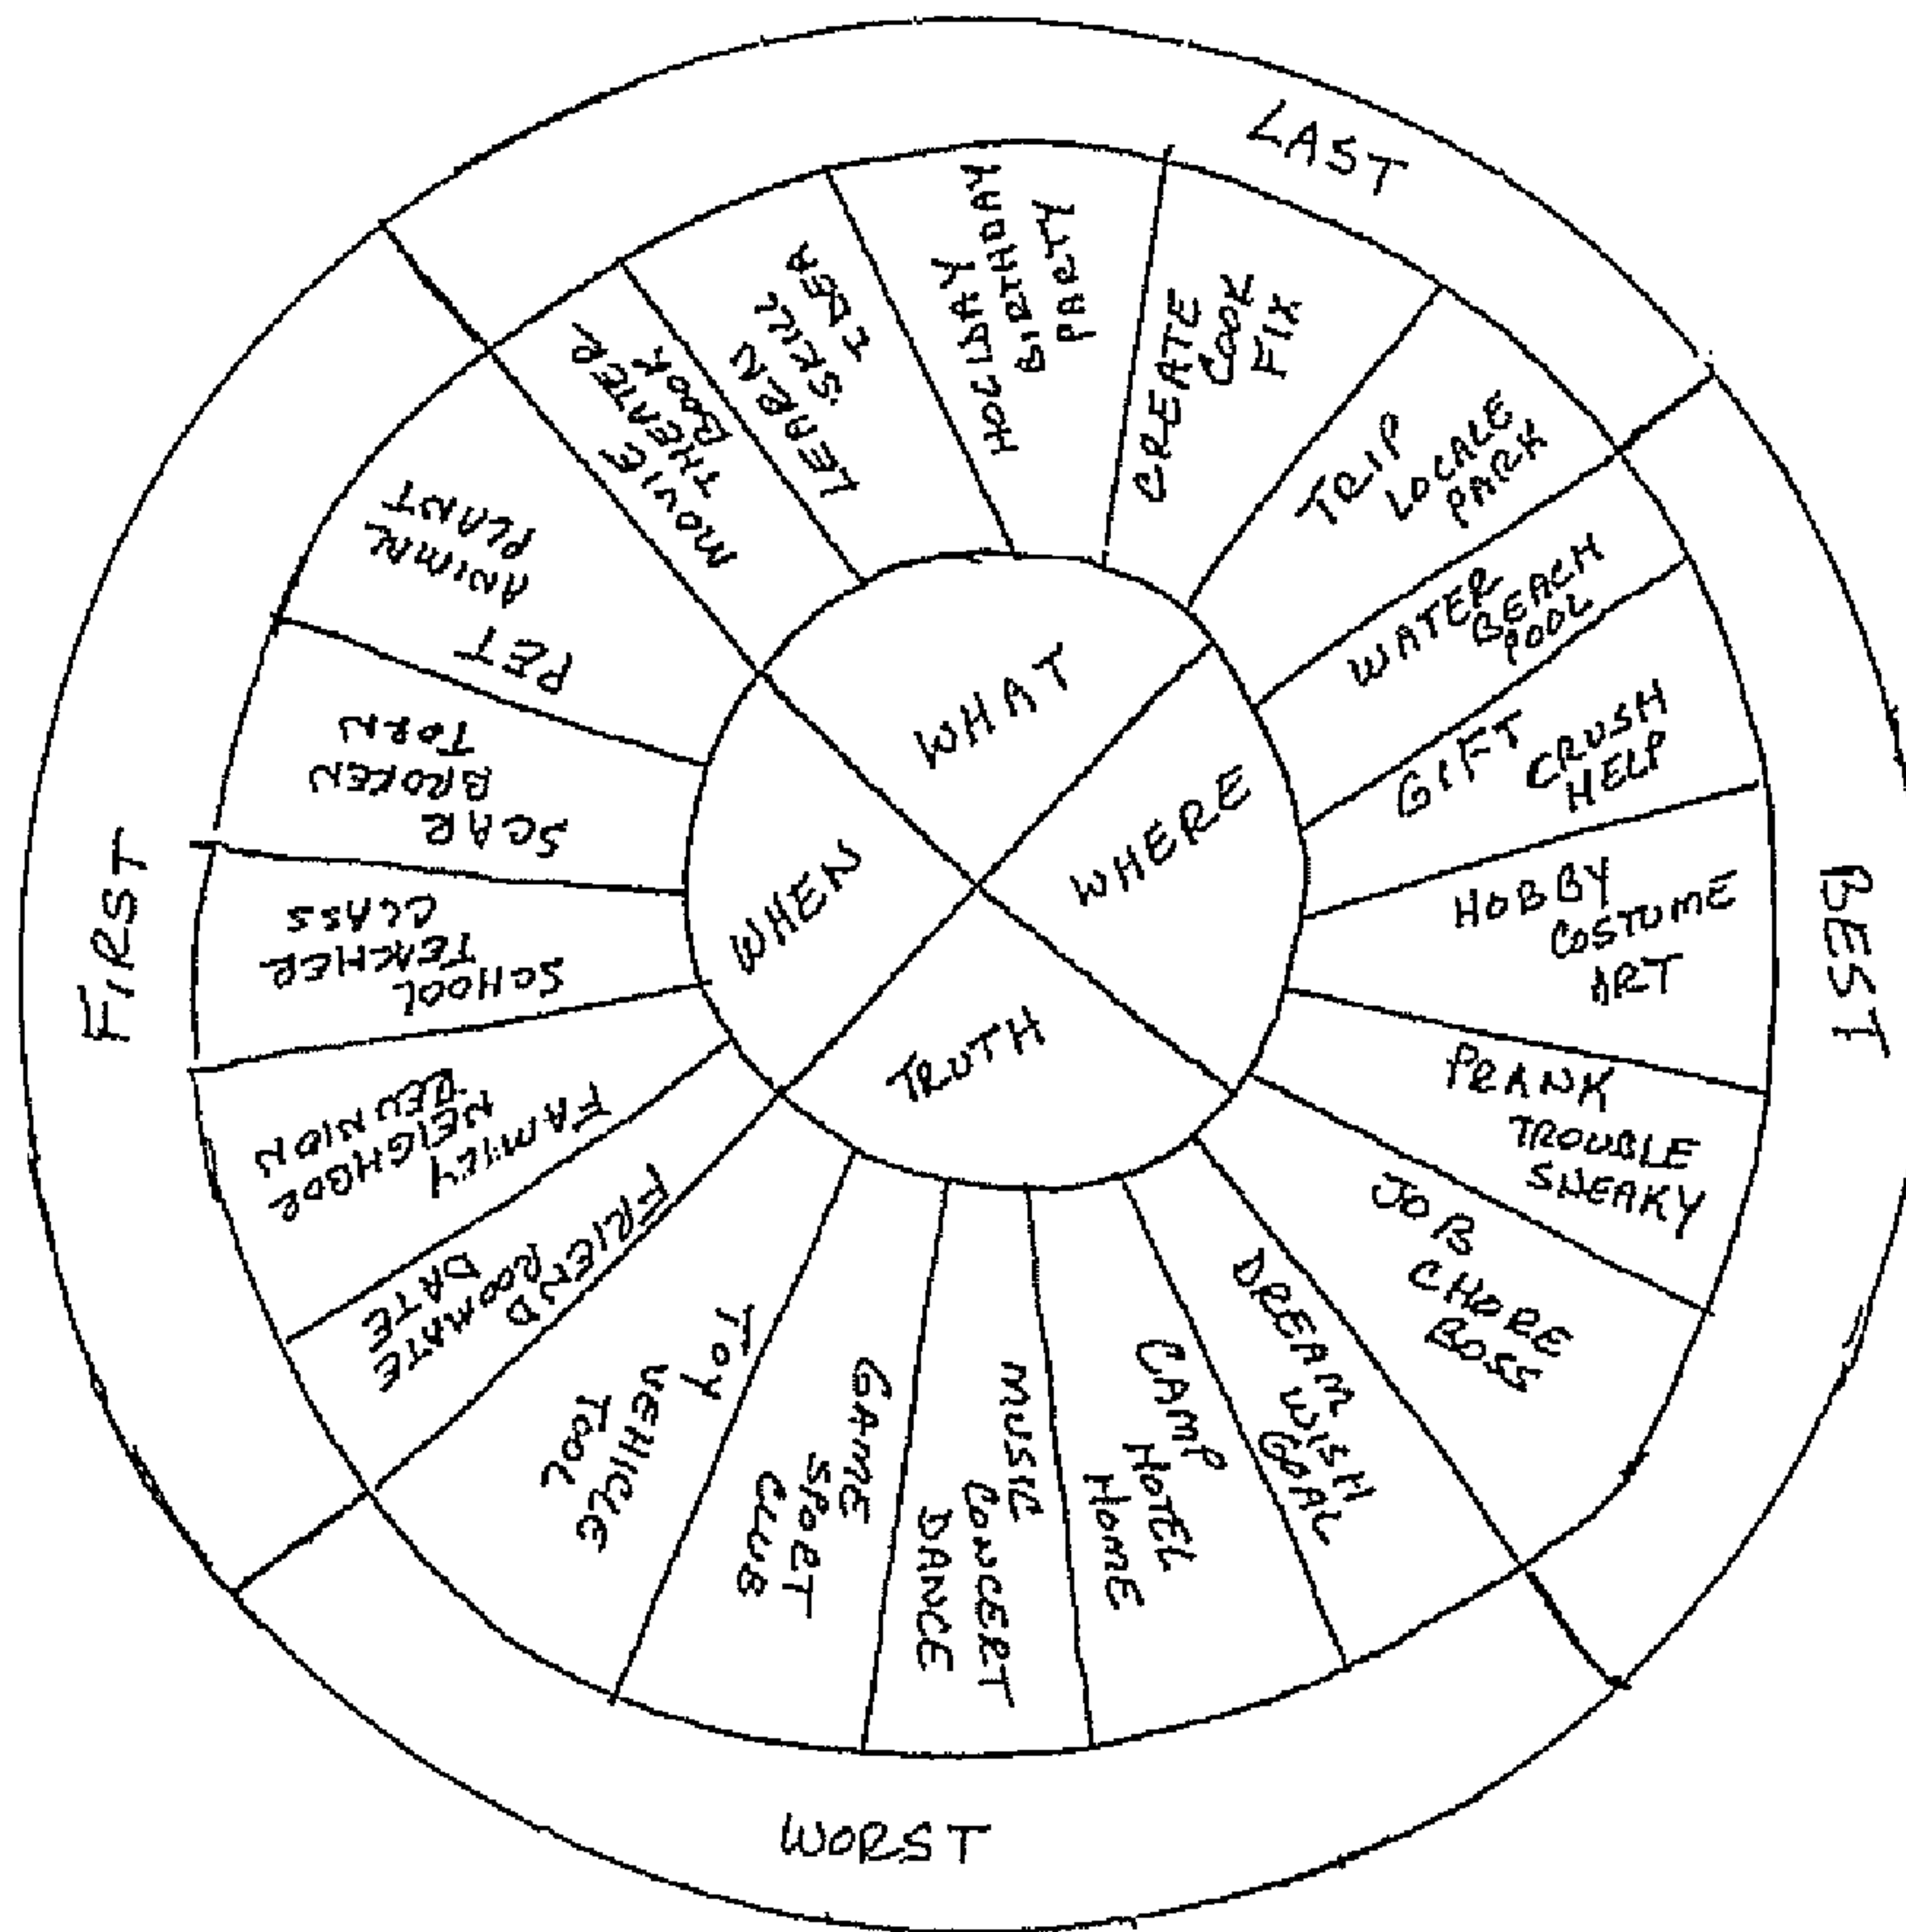 LAST
BEST
WORST
FIRST
WHAT
WHERE
TRUTH
WHEN
HOLIDAY
BIRTHDAY
PARTY
CREATE
COOK
FIX
TRIP
LOCALE
PARK
WATER
BEACH
POOL
GIFT
CRUSH
HELP
HOBBY
COSTUME
ART
PRANK
TROUBLE
SNEAKY
JOB
CHORE
BOSS
DREAM
WISH
GOAL
CAMP
HOTEL
HOME
MUSIC
CONCERT
DANCE
GAME
SPORT
CLUB
TOY
VEHICLE
TOOL
FRIEND
ROOMATE
DATE
FAMILY
NEIGHBOR
REUNION
SCHOOL
TEACHER
CLASS
SCAR
BROKEN
TORN
PET
ANIMAL
PLANT
MOVIE
THEATER
BOOK
LEARN
SKILL